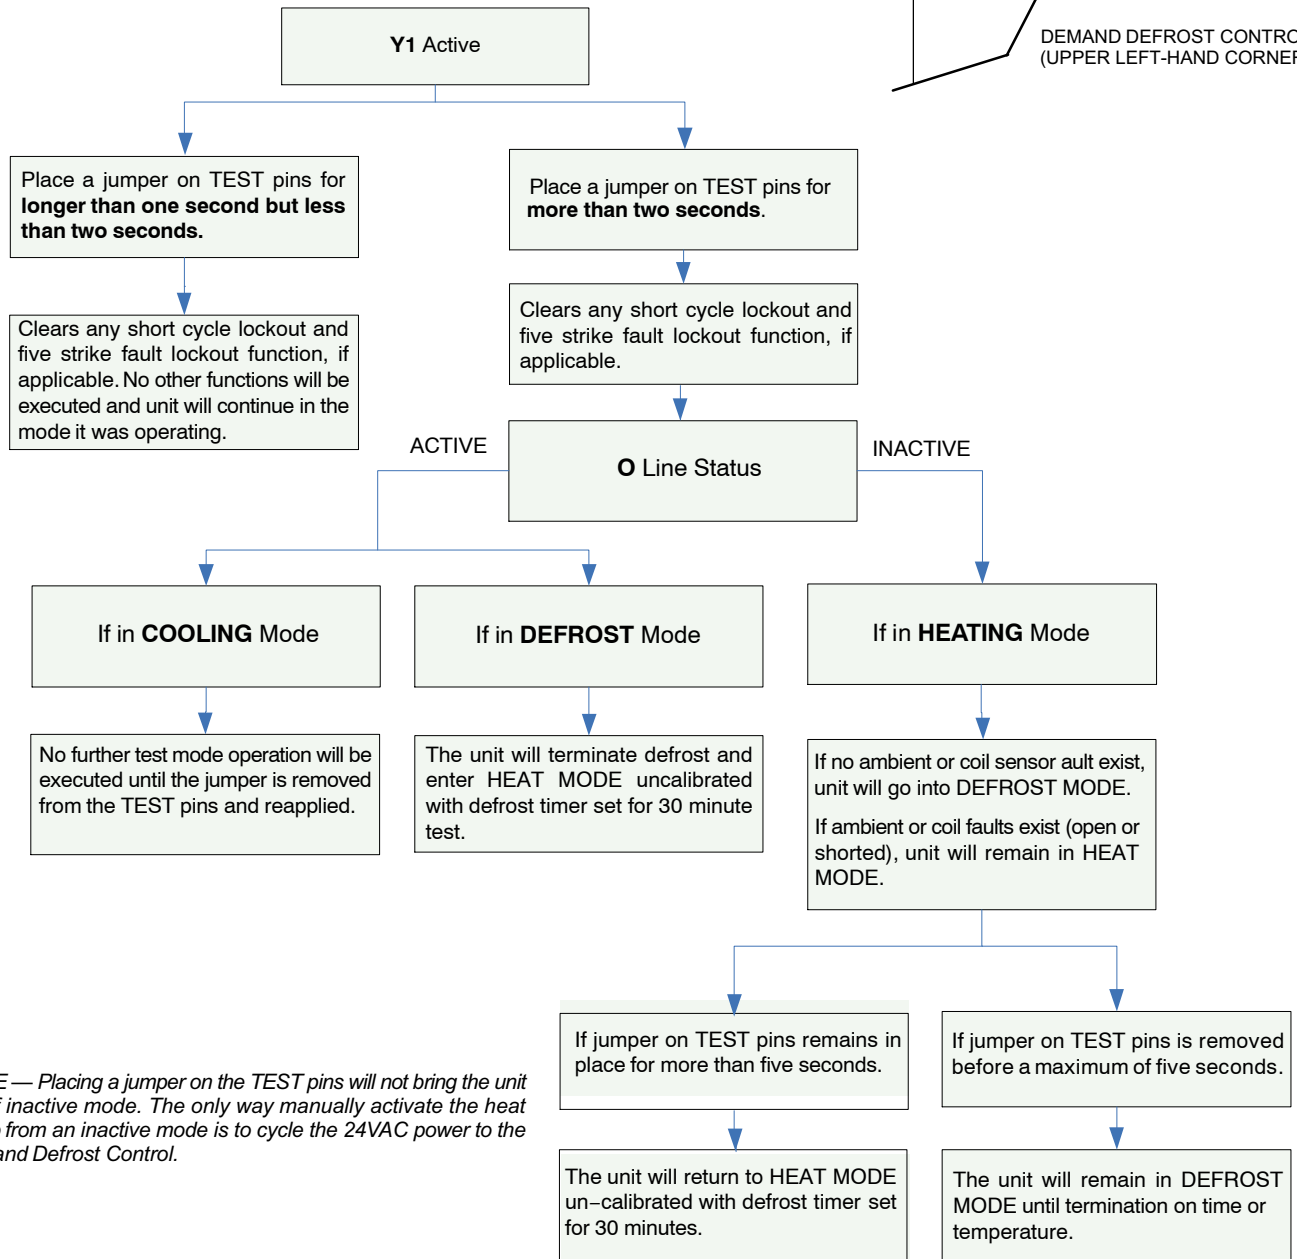 DEMAND DEFROST CONTRO
(UPPER LEFT-HAND CORNER
Y1 Active
Place a jumper on TEST pins for
longer than one second but less
than two seconds.
Place a jumper on TEST pins for
more than two seconds.
Clears any short cycle lockout and
five strike fault lockout function, if
applicable. No other functions will be
executed and unit will continue in the
mode it was operating.
Clears any short cycle lockout and
five strike fault lockout function, if
applicable.
ACTIVE
O Line Status
INACTIVE
If in COOLING Mode
If in DEFROST Mode
If in HEATING Mode
No further test mode operation will be
executed until the jumper is removed
from the TEST pins and reapplied.
The unit will terminate defrost and
enter HEAT MODE uncalibrated
with defrost timer set for 30 minute
test.
If no ambient or coil sensor ault exist,
unit will go into DEFROST MODE.
If ambient or coil faults exist (open or
shorted), unit will remain in HEAT
MODE.
If jumper on TEST pins remains in
place for more than five seconds.
If jumper on TEST pins is removed
before a maximum of five seconds.
E — Placing a jumper on the TEST pins will not bring the unit
f inactive mode. The only way manually activate the heat
from an inactive mode is to cycle the 24VAC power to the
and Defrost Control.
The unit will return to HEAT MODE
un−calibrated with defrost timer set
for 30 minutes.
The unit will remain in DEFROST
MODE until termination on time or
temperature.